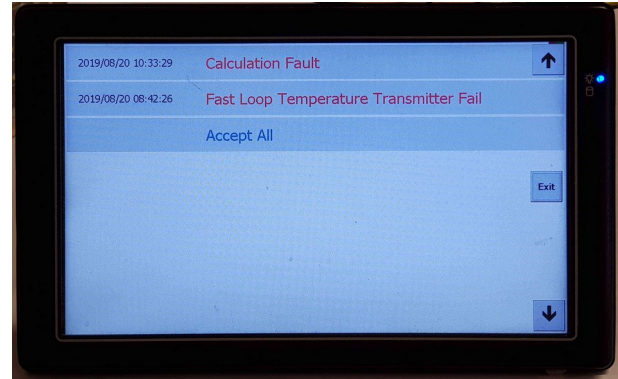 2019/08/20 10:33:29 Calculation Fault
2019/08/20 08:42:26 Fast Loop Temperature Transmitter Fail
Accept All
Exit